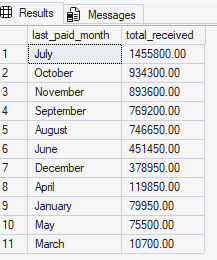 Results Messages
last_paid_month total_received
1 July 1455800.00
2 October 934300.00
3 November 893600.00
4 September 769200.00
5 August 746650.00
6 June 451450.00
7 December 378950.00
8 April 119850.00
9 January 79950.00
10 May 75500.00
11 March 10700.00